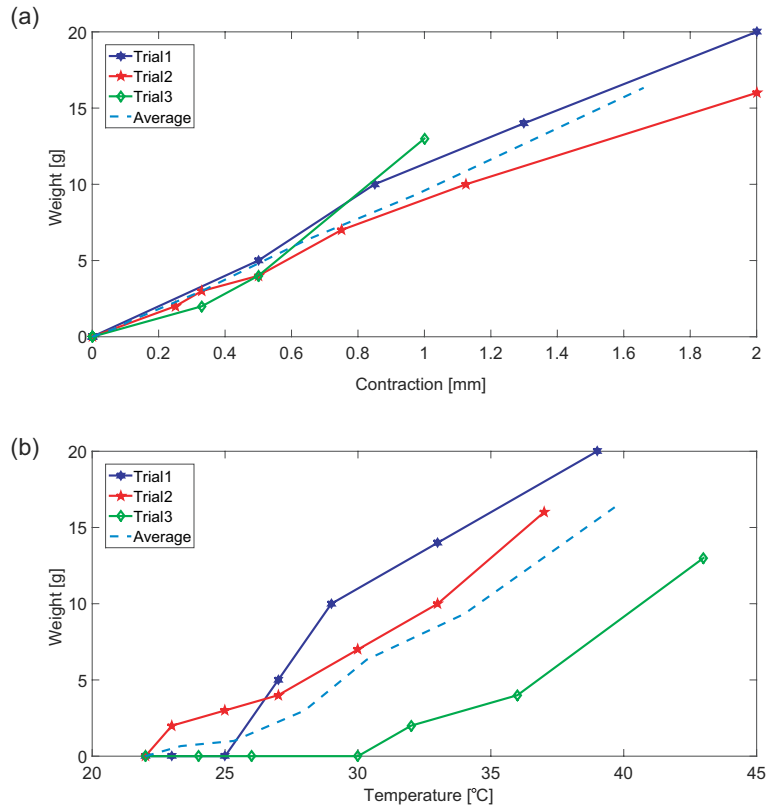 (a)
20
15
10
5
0
Weight [g]
Trial1
Trial2
Trial3
Average
0 0.2 0.4 0.6 0.8 1 1.2 1.4 1.6 1.8 2
Contraction [mm]
(b)
20
15
10
5
0
Weight [g]
Trial1
Trial2
Trial3
Average
20 25 30 35 40 45
Temperature [℃]